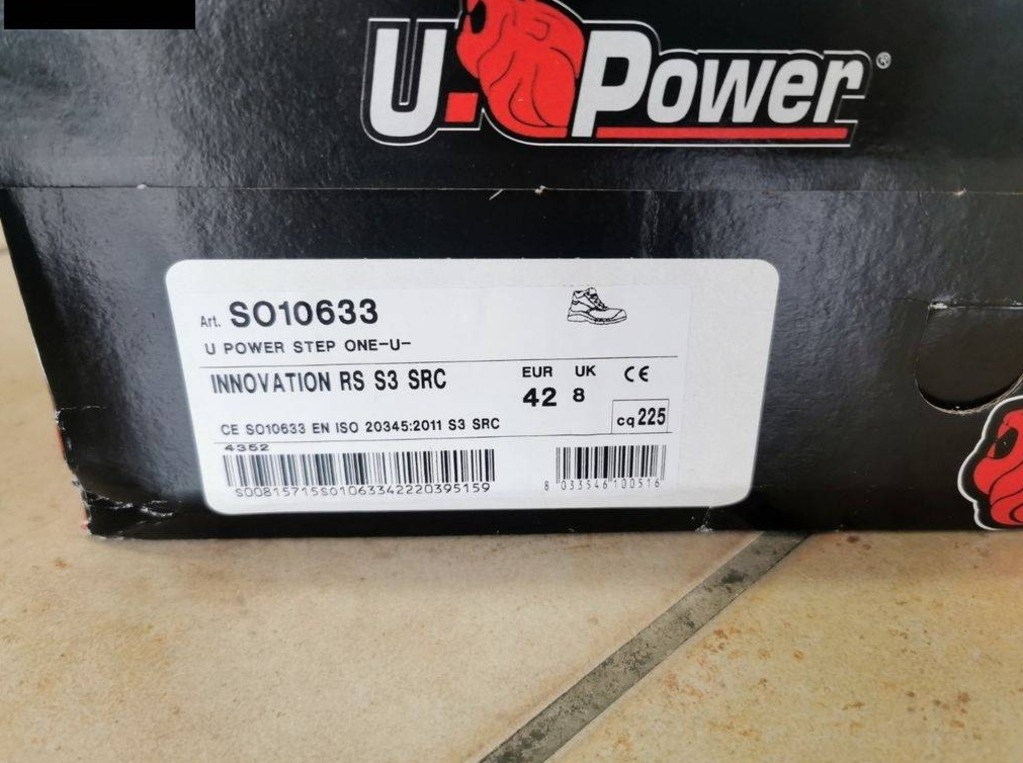 U-Power®
Art. SO10633
U POWER STEP ONE-U-
INNOVATION RS S3 SRC
EUR UK CE
42 8
cq 225
CE SO10633 EN ISO 20345:2011 S3 SRC
4352
S00815715S01063342220395159
8 033546 100516